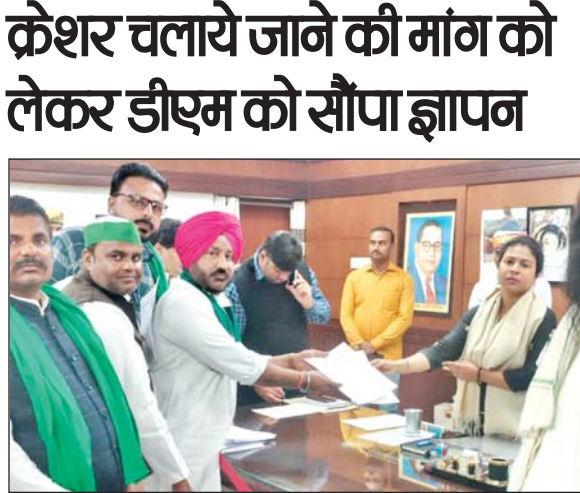 क्रेशर चलाये जाने की मांग को
लेकर डीएम को सौंपा ज्ञापन